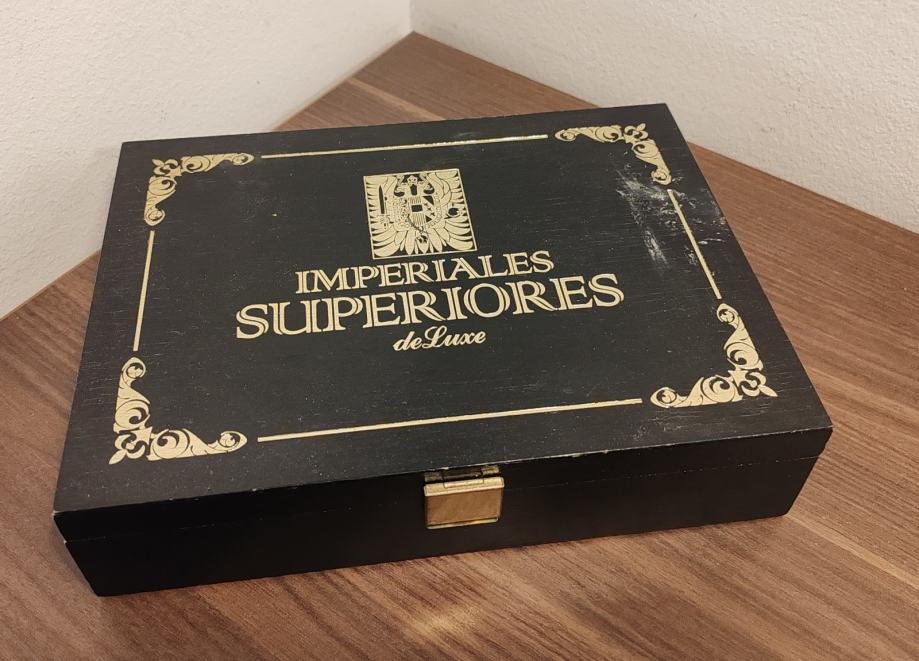 IMPERIALES
SUPERIORES
de Luxe